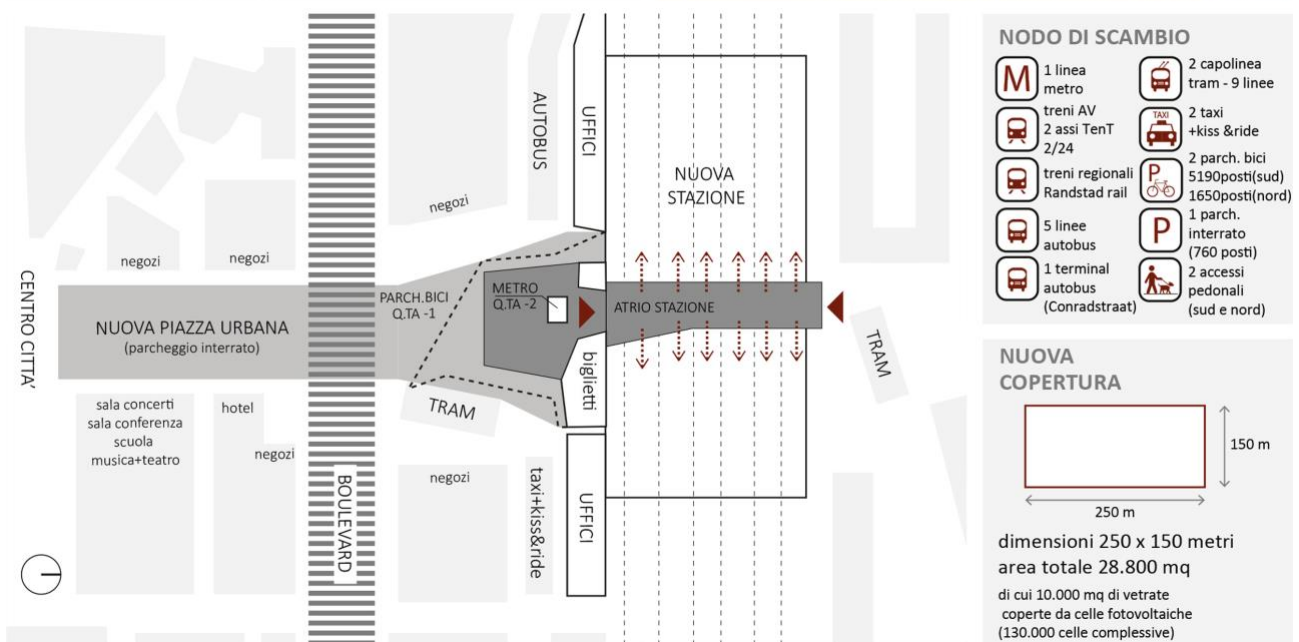 AUTOBUS
UFFICI
NUOVA
STAZIONE
negozi
negozi
negozi
CENTRO CITTA'
NUOVA PIAZZA URBANA
(parcheggio interrato)
PARCH.BICI
Q.TA -1
METRO
Q.TA -2
ATRIO STAZIONE
biglietti
TRAM
TRAM
sala concerti
sala conferenza
scuola
musica+teatro
hotel
negozi
BOULEVARD
negozi
taxi+kiss&ride
UFFICI
NODO DI SCAMBIO
M
1 linea
metro
treni AV
2 assi TenT
2/24
treni regionali
Randstad rail
5 linee
autobus
1 terminal
autobus
(Conradstraat)
2 capolinea
tram - 9 linee
TAXI
2 taxi
+kiss &ride
P
2 parch. bici
5190posti(sud)
1650posti(nord)
P
1 parch.
interrato
(760 posti)
2 accessi
pedonali
(sud e nord)
NUOVA
COPERTURA
150 m
250 m
dimensioni 250 x 150 metri
area totale 28.800 mq
di cui 10.000 mq di vetrate
coperte da celle fotovoltaiche
(130.000 celle complessive)